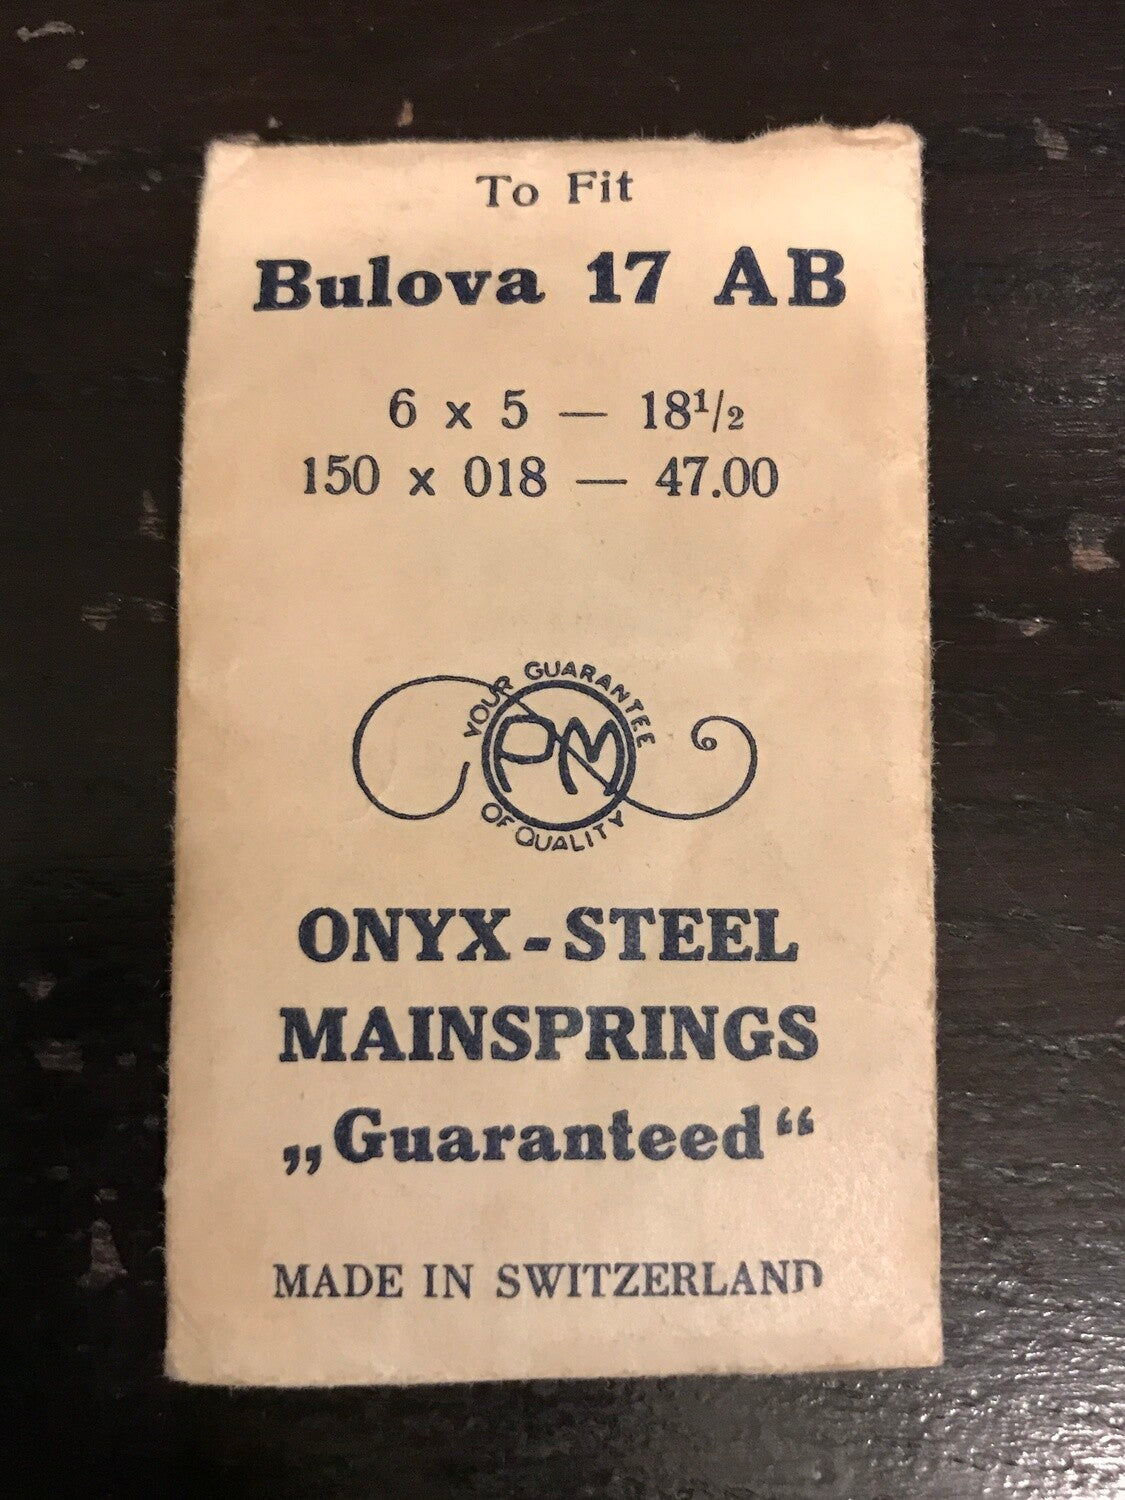 To Fit
Bulova 17 AB
6 x 5 — 18½
150 x 018 — 47.00
YOUR GUARANTEE
PM
OF QUALITY
ONYX-STEEL
MAINSPRINGS
„Guaranteed“
MADE IN SWITZERLAND